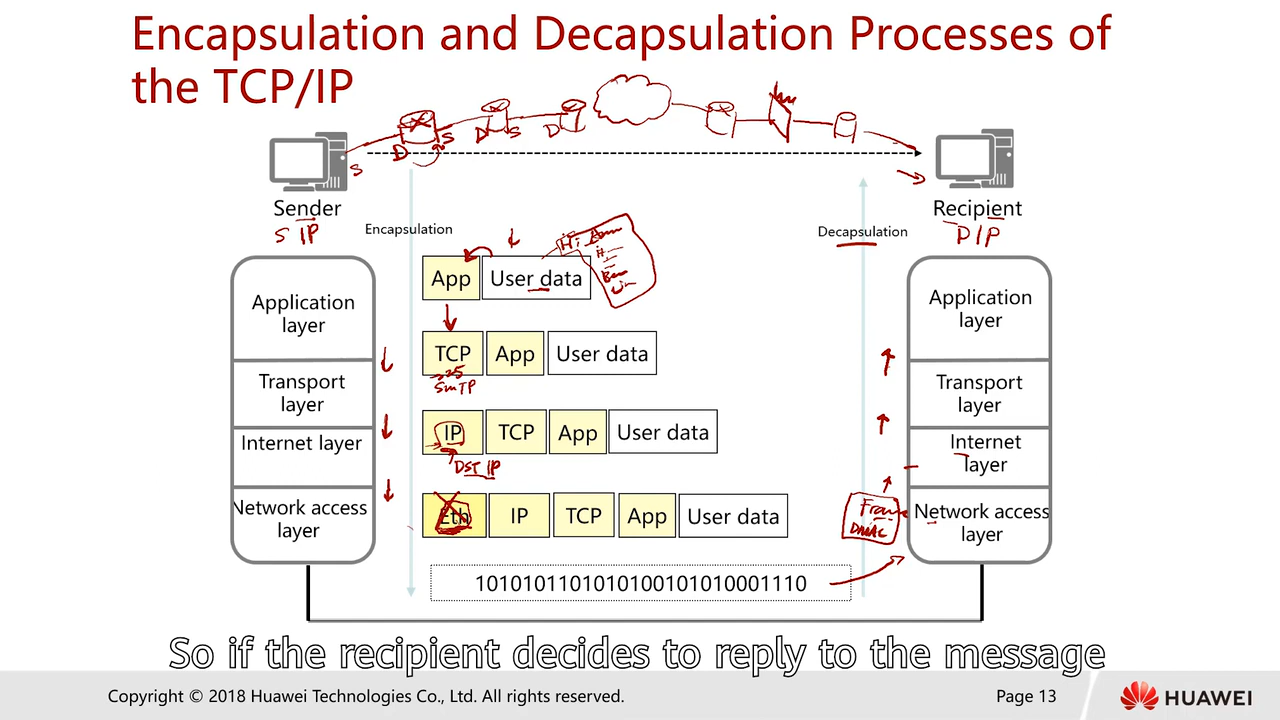 Encapsulation and Decapsulation Processes of
the TCP/IP
S
D
S
D
S
D
Sender
S IP
Recipient
D IP
Encapsulation
Decapsulation
Hi
App
User data
Application
layer
Application
layer
TCP
App
User data
25
SMTP
Transport
layer
Transport
layer
IP
TCP
App
User data
DST IP
Internet layer
Internet
layer
Eth
IP
TCP
App
User data
Frame
DMAC
Network access
layer
Network access
layer
1010101101010100101010001110
So if the recipient decides to reply to the message
Copyright © 2018 Huawei Technologies Co., Ltd. All rights reserved.
Page 13
HUAWEI